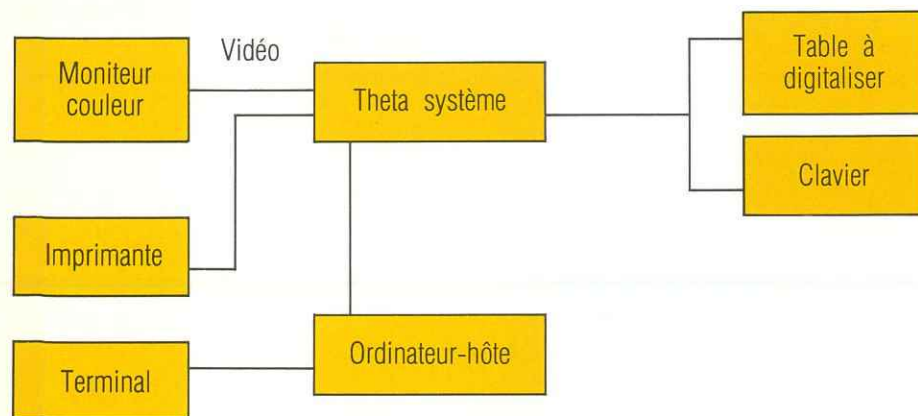 Moniteur
couleur
Vidéo
Theta système
Table à
digitaliser
Clavier
Imprimante
Ordinateur-hôte
Terminal